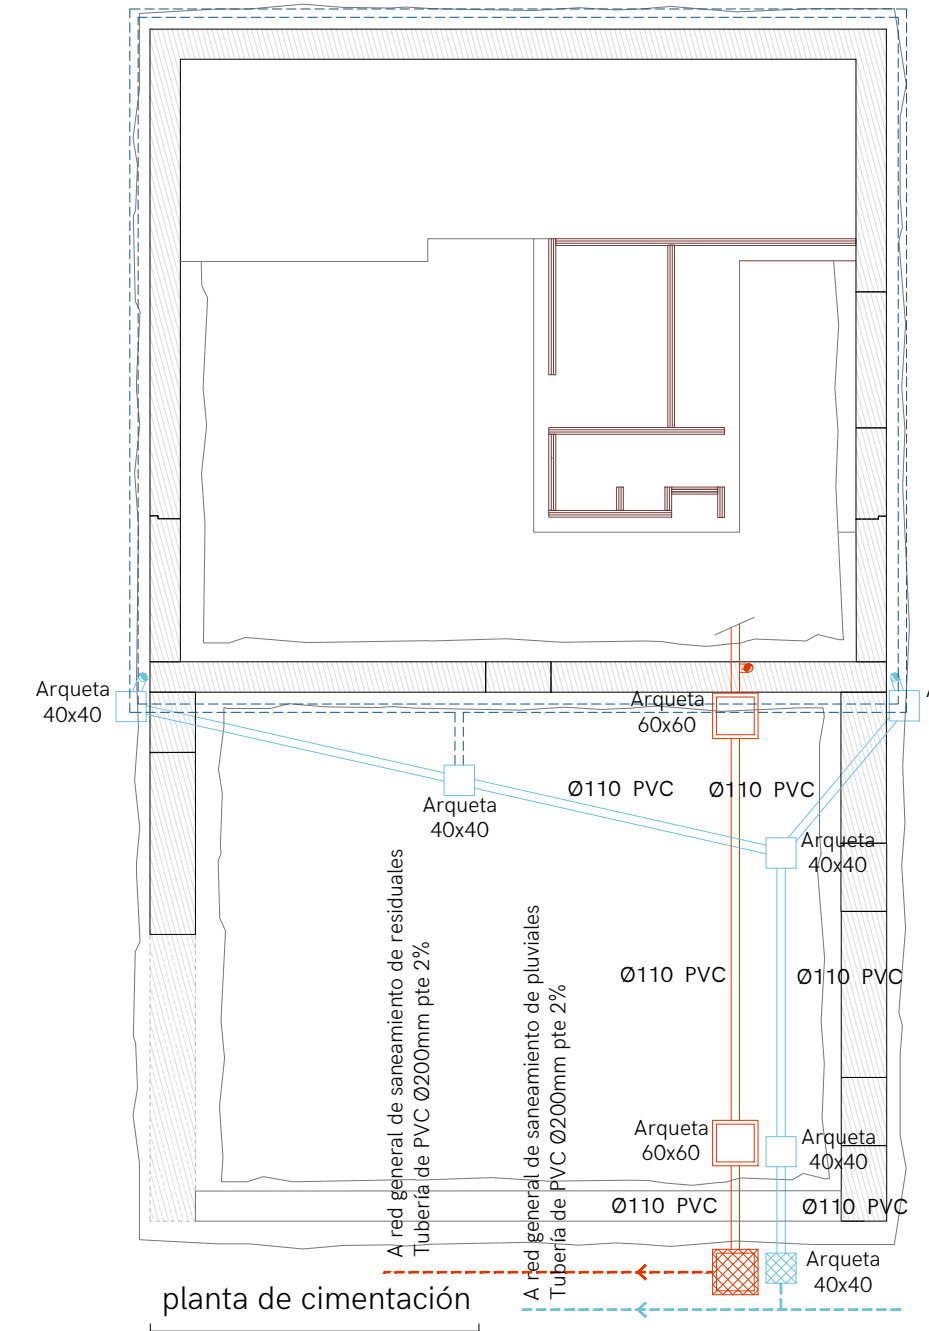 Arqueta
40x40
Arqueta
60x60
Ø110 PVC
Ø110 PVC
Arqueta
40x40
Arqueta
40x40
A red general de saneamiento de residuales
Tubería de PVC Ø200mm pte 2%
A red general de saneamiento de pluviales
Tubería de PVC Ø200mm pte 2%
Ø110 PVC
Ø110 PVC
Arqueta
60x60
Arqueta
40x40
Ø110 PVC
Ø110 PVC
Arqueta
40x40
planta de cimentación